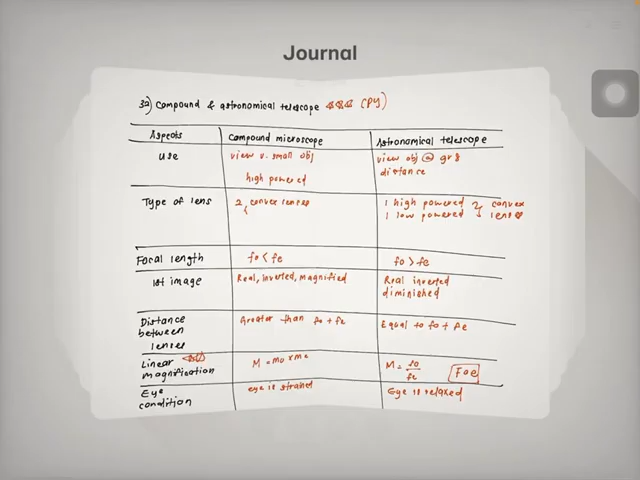 Journal
32) Compound & astronomical telescope (PY)
Aspects Compound microscope Astronomical telescope
Use view v. small obj view obj @ gr8
distance
high powered
Type of lens 2 convex lenses 1 high powered } convex
1 low powered } lenses
Focal length fo < fe fo > fe
1st image Real, inverted, magnified Real inverted
diminished
Distance Greater than fo + fe Equal to fo + fe
between
lenses
Linear M = mo x me M = fo/fe Foe
magnification
Eye eye is strained Eye is relaxed
condition